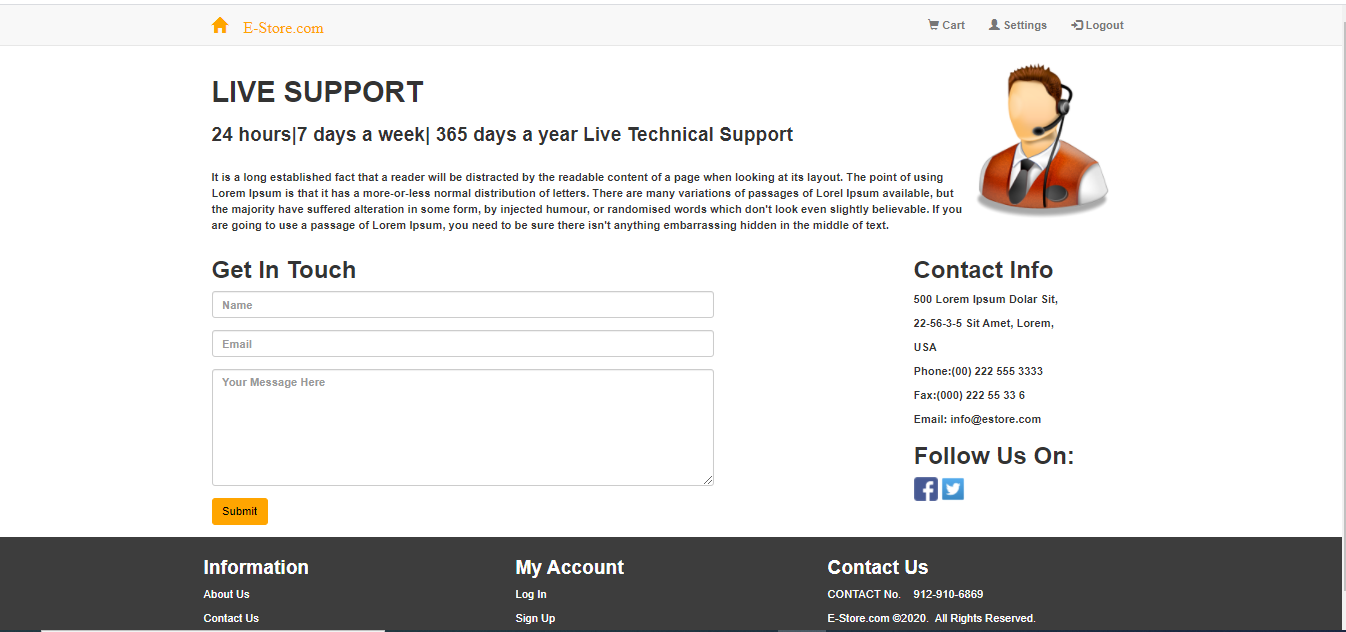 E-Store.com Cart Settings Logout
LIVE SUPPORT
24 hours|7 days a week| 365 days a year Live Technical Support
It is a long established fact that a reader will be distracted by the readable content of a page when looking at its layout. The point of using
Lorem Ipsum is that it has a more-or-less normal distribution of letters. There are many variations of passages of Lorel Ipsum available, but
the majority have suffered alteration in some form, by injected humour, or randomised words which don't look even slightly believable. If you
are going to use a passage of Lorem Ipsum, you need to be sure there isn't anything embarrassing hidden in the middle of text.
Get In Touch
Name
Email
Your Message Here
Submit
Contact Info
500 Lorem Ipsum Dolar Sit,
22-56-3-5 Sit Amet, Lorem,
USA
Phone:(00) 222 555 3333
Fax:(000) 222 55 33 6
Email: info@estore.com
Follow Us On:
Information
About Us
Contact Us
My Account
Log In
Sign Up
Contact Us
CONTACT No. 912-910-6869
E-Store.com ©2020. All Rights Reserved.